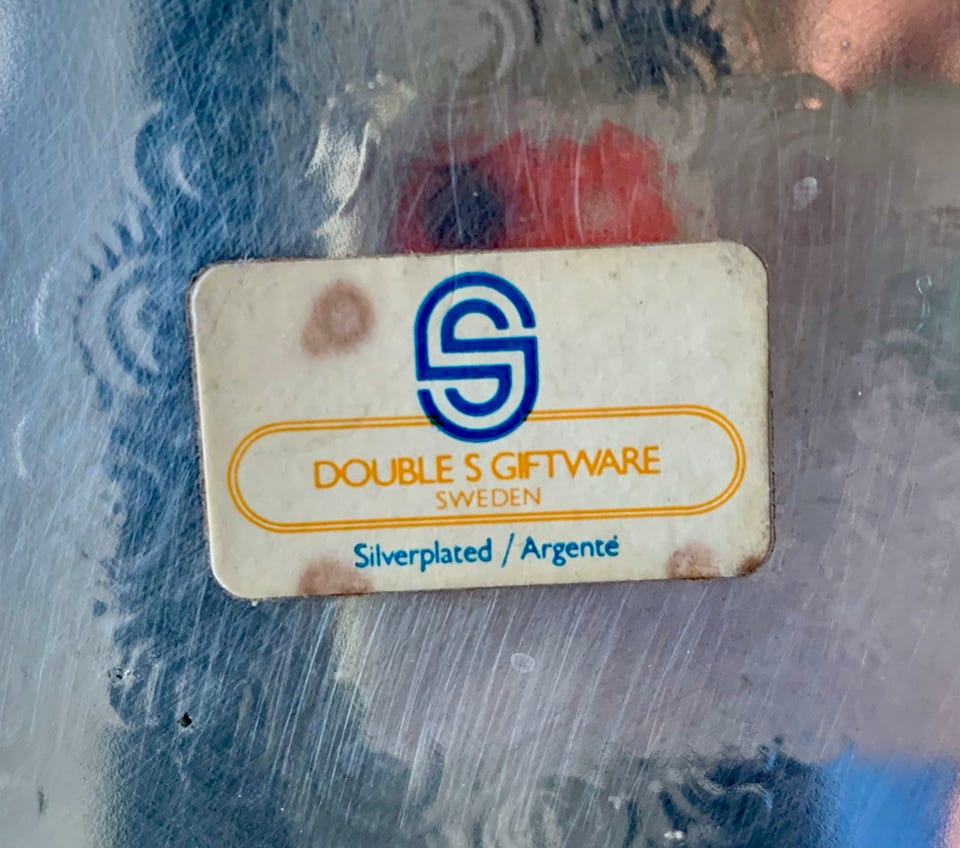 DOUBLE S GIFTWARE
SWEDEN
Silverplated / Argenté